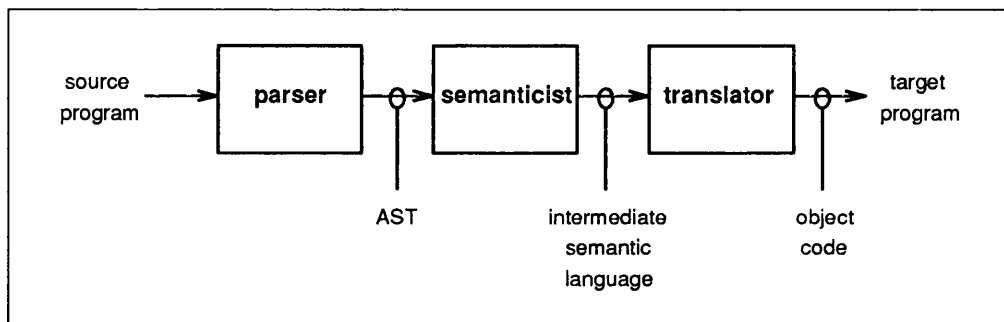 source
program
parser
semanticist
translator
target
program
AST
intermediate
semantic
language
object
code